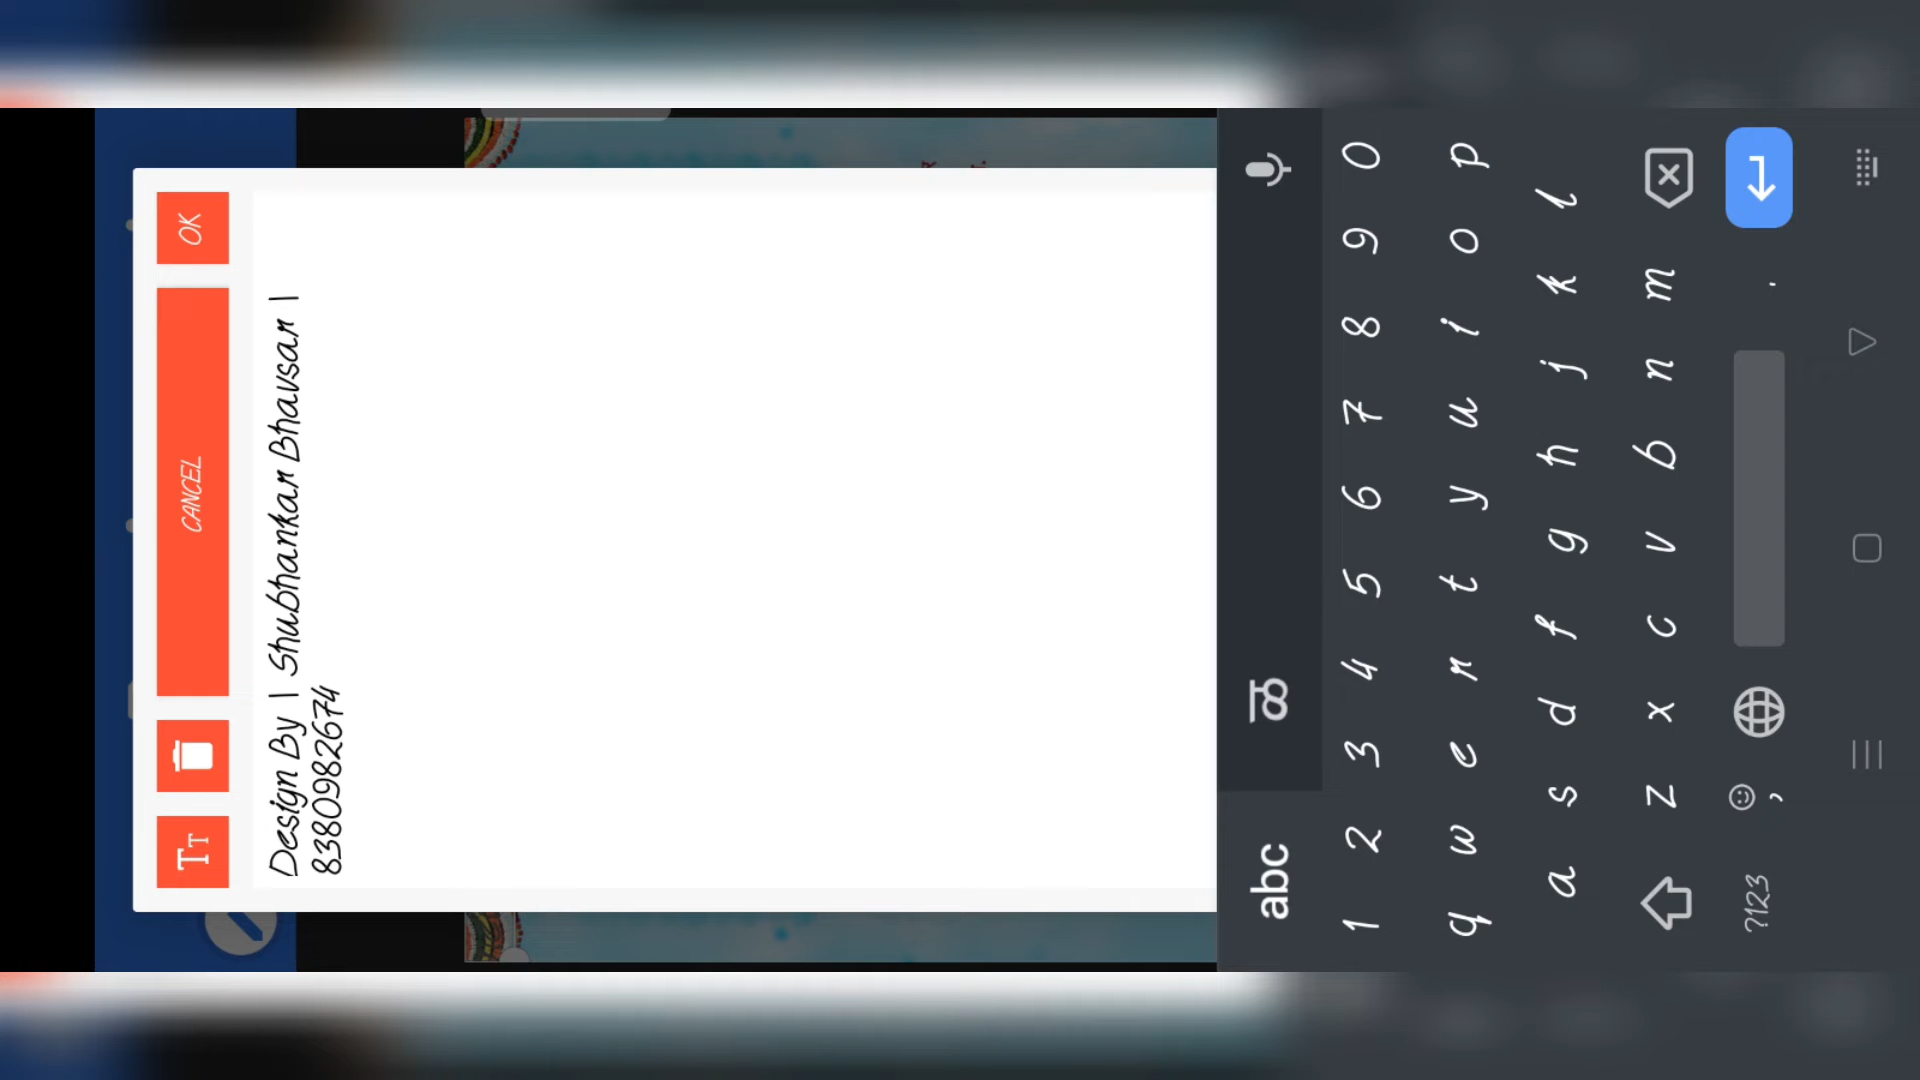 OK
CANCEL
TT
Design By | Shubhankar Bhavsar |
8380982674
abc
1 2 3 4 5 6 7 8 9 0
q w e r t y u i o p
a s d f g h j k l
z x c v b n m
?123 , .